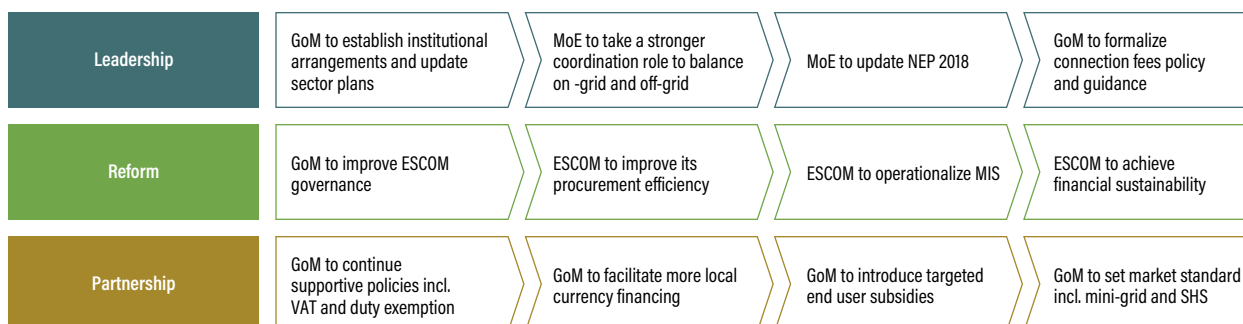 Leadership
GoM to establish institutional
arrangements and update
sector plans
MoE to take a stronger
coordination role to balance
on -grid and off-grid
MoE to update NEP 2018
GoM to formalize
connection fees policy
and guidance
Reform
GoM to improve ESCOM
governance
ESCOM to improve its
procurement efficiency
ESCOM to operationalize MIS
ESCOM to achieve
financial sustainability
Partnership
GoM to continue
supportive policies incl.
VAT and duty exemption
GoM to facilitate more local
currency financing
GoM to introduce targeted
end user subsidies
GoM to set market standard
incl. mini-grid and SHS